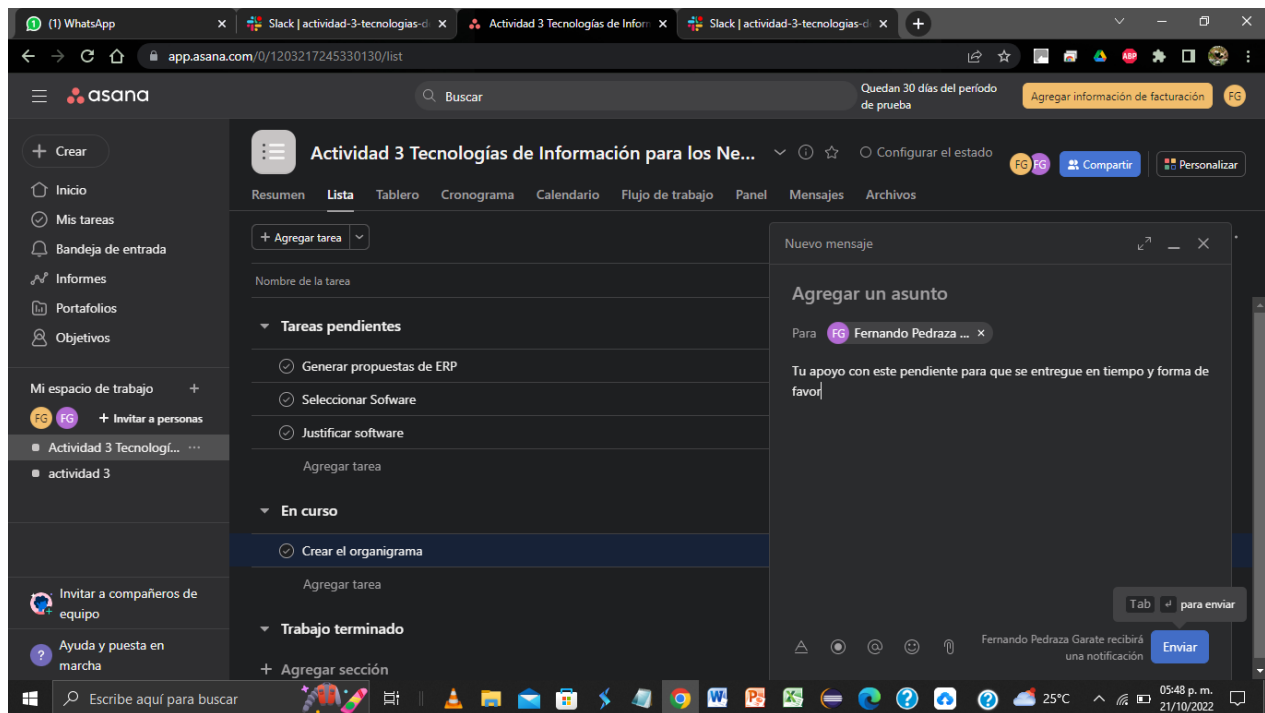 (1) WhatsApp
Slack | actividad-3-tecnologias-d
Actividad 3 Tecnologías de Inform
Slack | actividad-3-tecnologias-d
app.asana.com/0/1203217245330130/list
ABP
asana
Buscar
Quedan 30 días del período
de prueba
Agregar información de facturación
FG
Crear
Actividad 3 Tecnologías de Información para los Ne...
Configurar el estado
FG FG
Compartir
Personalizar
Inicio
Resumen Lista Tablero Cronograma Calendario Flujo de trabajo Panel Mensajes Archivos
Mis tareas
Bandeja de entrada
Informes
Portafolios
Objetivos
Mi espacio de trabajo +
FG FG + Invitar a personas
Actividad 3 Tecnologí... ...
actividad 3
Invitar a compañeros de
equipo
Ayuda y puesta en
marcha
+ Agregar tarea
Nombre de la tarea
Tareas pendientes
Generar propuestas de ERP
Seleccionar Sofware
Justificar software
Agregar tarea
En curso
Crear el organigrama
Agregar tarea
Trabajo terminado
+ Agregar sección
Nuevo mensaje
Agregar un asunto
Para FG Fernando Pedraza ... ×
Tu apoyo con este pendiente para que se entregue en tiempo y forma de
favor
Tab ↵ para enviar
Fernando Pedraza Garate recibirá
una notificación
Enviar
Escribe aquí para buscar
25°C
05:48 p. m.
21/10/2022